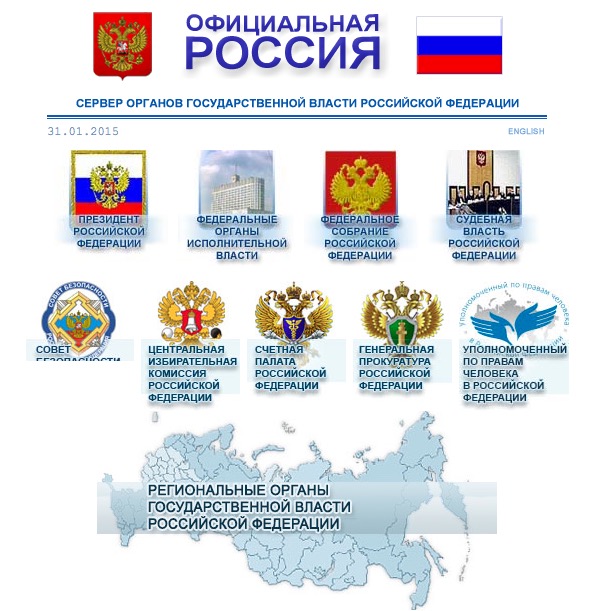 ОФИЦИАЛЬНАЯ
РОССИЯ
СЕРВЕР ОРГАНОВ ГОСУДАРСТВЕННОЙ ВЛАСТИ РОССИЙСКОЙ ФЕДЕРАЦИИ
31.01.2015
ENGLISH
ПРЕЗИДЕНТ
РОССИЙСКОЙ
ФЕДЕРАЦИИ
ФЕДЕРАЛЬНЫЕ
ОРГАНЫ
ИСПОЛНИТЕЛЬНОЙ
ВЛАСТИ
ФЕДЕРАЛЬНОЕ
СОБРАНИЕ
РОССИЙСКОЙ
ФЕДЕРАЦИИ
СУДЕБНАЯ
ВЛАСТЬ
РОССИЙСКОЙ
ФЕДЕРАЦИИ
СОВЕТ БЕЗОПАСНОСТИ
СОВЕТ
БЕЗОПАСНОСТИ
ЦЕНТРАЛЬНАЯ
ИЗБИРАТЕЛЬНАЯ
КОМИССИЯ
РОССИЙСКОЙ
ФЕДЕРАЦИИ
СЧЕТНАЯ
ПАЛАТА
РОССИЙСКОЙ
ФЕДЕРАЦИИ
ГЕНЕРАЛЬНАЯ
ПРОКУРАТУРА
РОССИЙСКОЙ
ФЕДЕРАЦИИ
Уполномоченный по правам человека
УПОЛНОМОЧЕННЫЙ
ПО ПРАВАМ
ЧЕЛОВЕКА
В РОССИЙСКОЙ
ФЕДЕРАЦИИ
РЕГИОНАЛЬНЫЕ ОРГАНЫ
ГОСУДАРСТВЕННОЙ ВЛАСТИ
РОССИЙСКОЙ ФЕДЕРАЦИИ